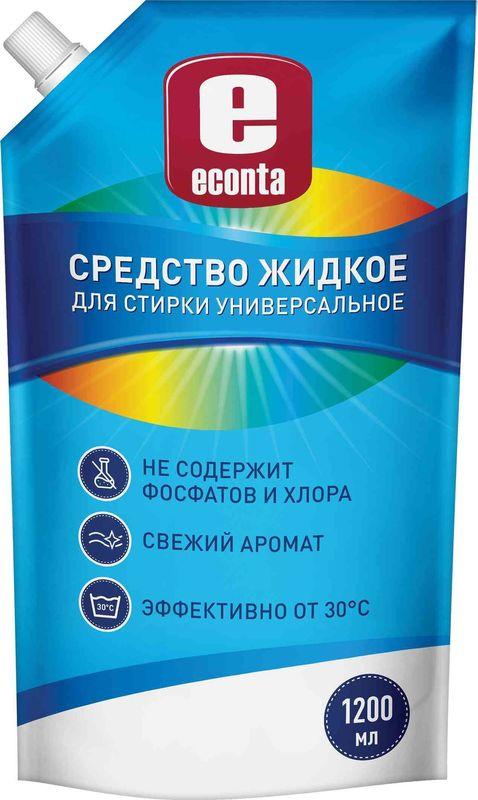 e
econta
СРЕДСТВО ЖИДКОЕ
ДЛЯ СТИРКИ УНИВЕРСАЛЬНОЕ
НЕ СОДЕРЖИТ
ФОСФАТОВ И ХЛОРА
СВЕЖИЙ АРОМАТ
30°C
ЭФФЕКТИВНО ОТ 30°C
1200
МЛ